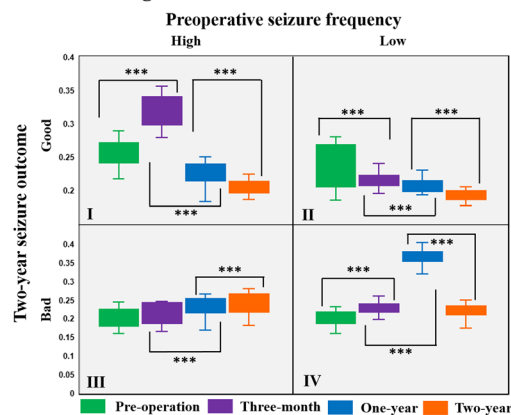 Preoperative seizure frequency
High Low
Two-year seizure outcome
Good
Bad
0.4
0.35
0.3
0.25
0.2
*** ***
***
I
*** ***
***
II
0.4
0.35
0.3
0.25
0.2
0.15
0.1
0.05
0
***
***
III
***
***
***
IV
Pre-operation Three-month One-year Two-year